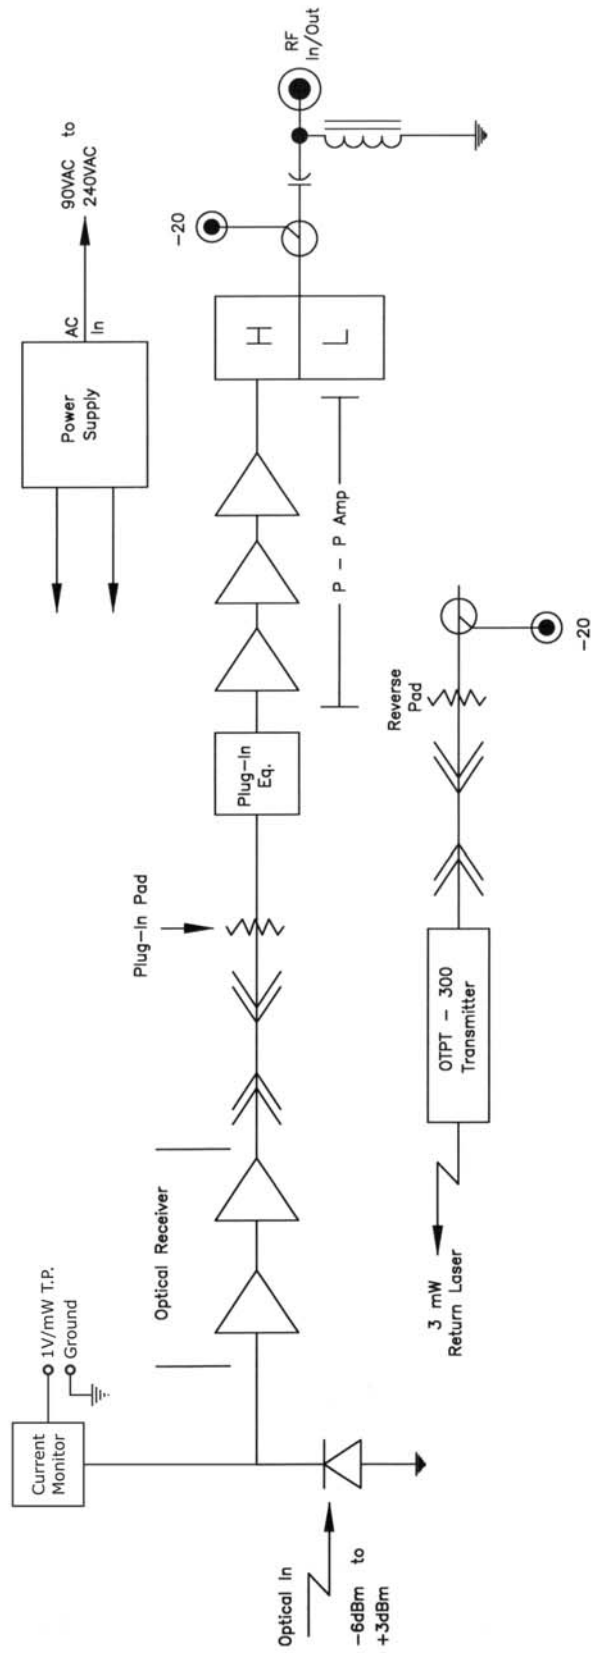 Current
Monitor
1V/mW T.P.
Ground
Optical In
-6dBm to
+3dBm
Optical Receiver
Plug-In Pad
Plug-In
Eq.
P - P Amp
H
L
-20
RF
In/Out
Power
Supply
AC
In
90VAC to
240VAC
3 mW
Return Laser
OTPT - 300
Transmitter
Reverse
Pad
-20